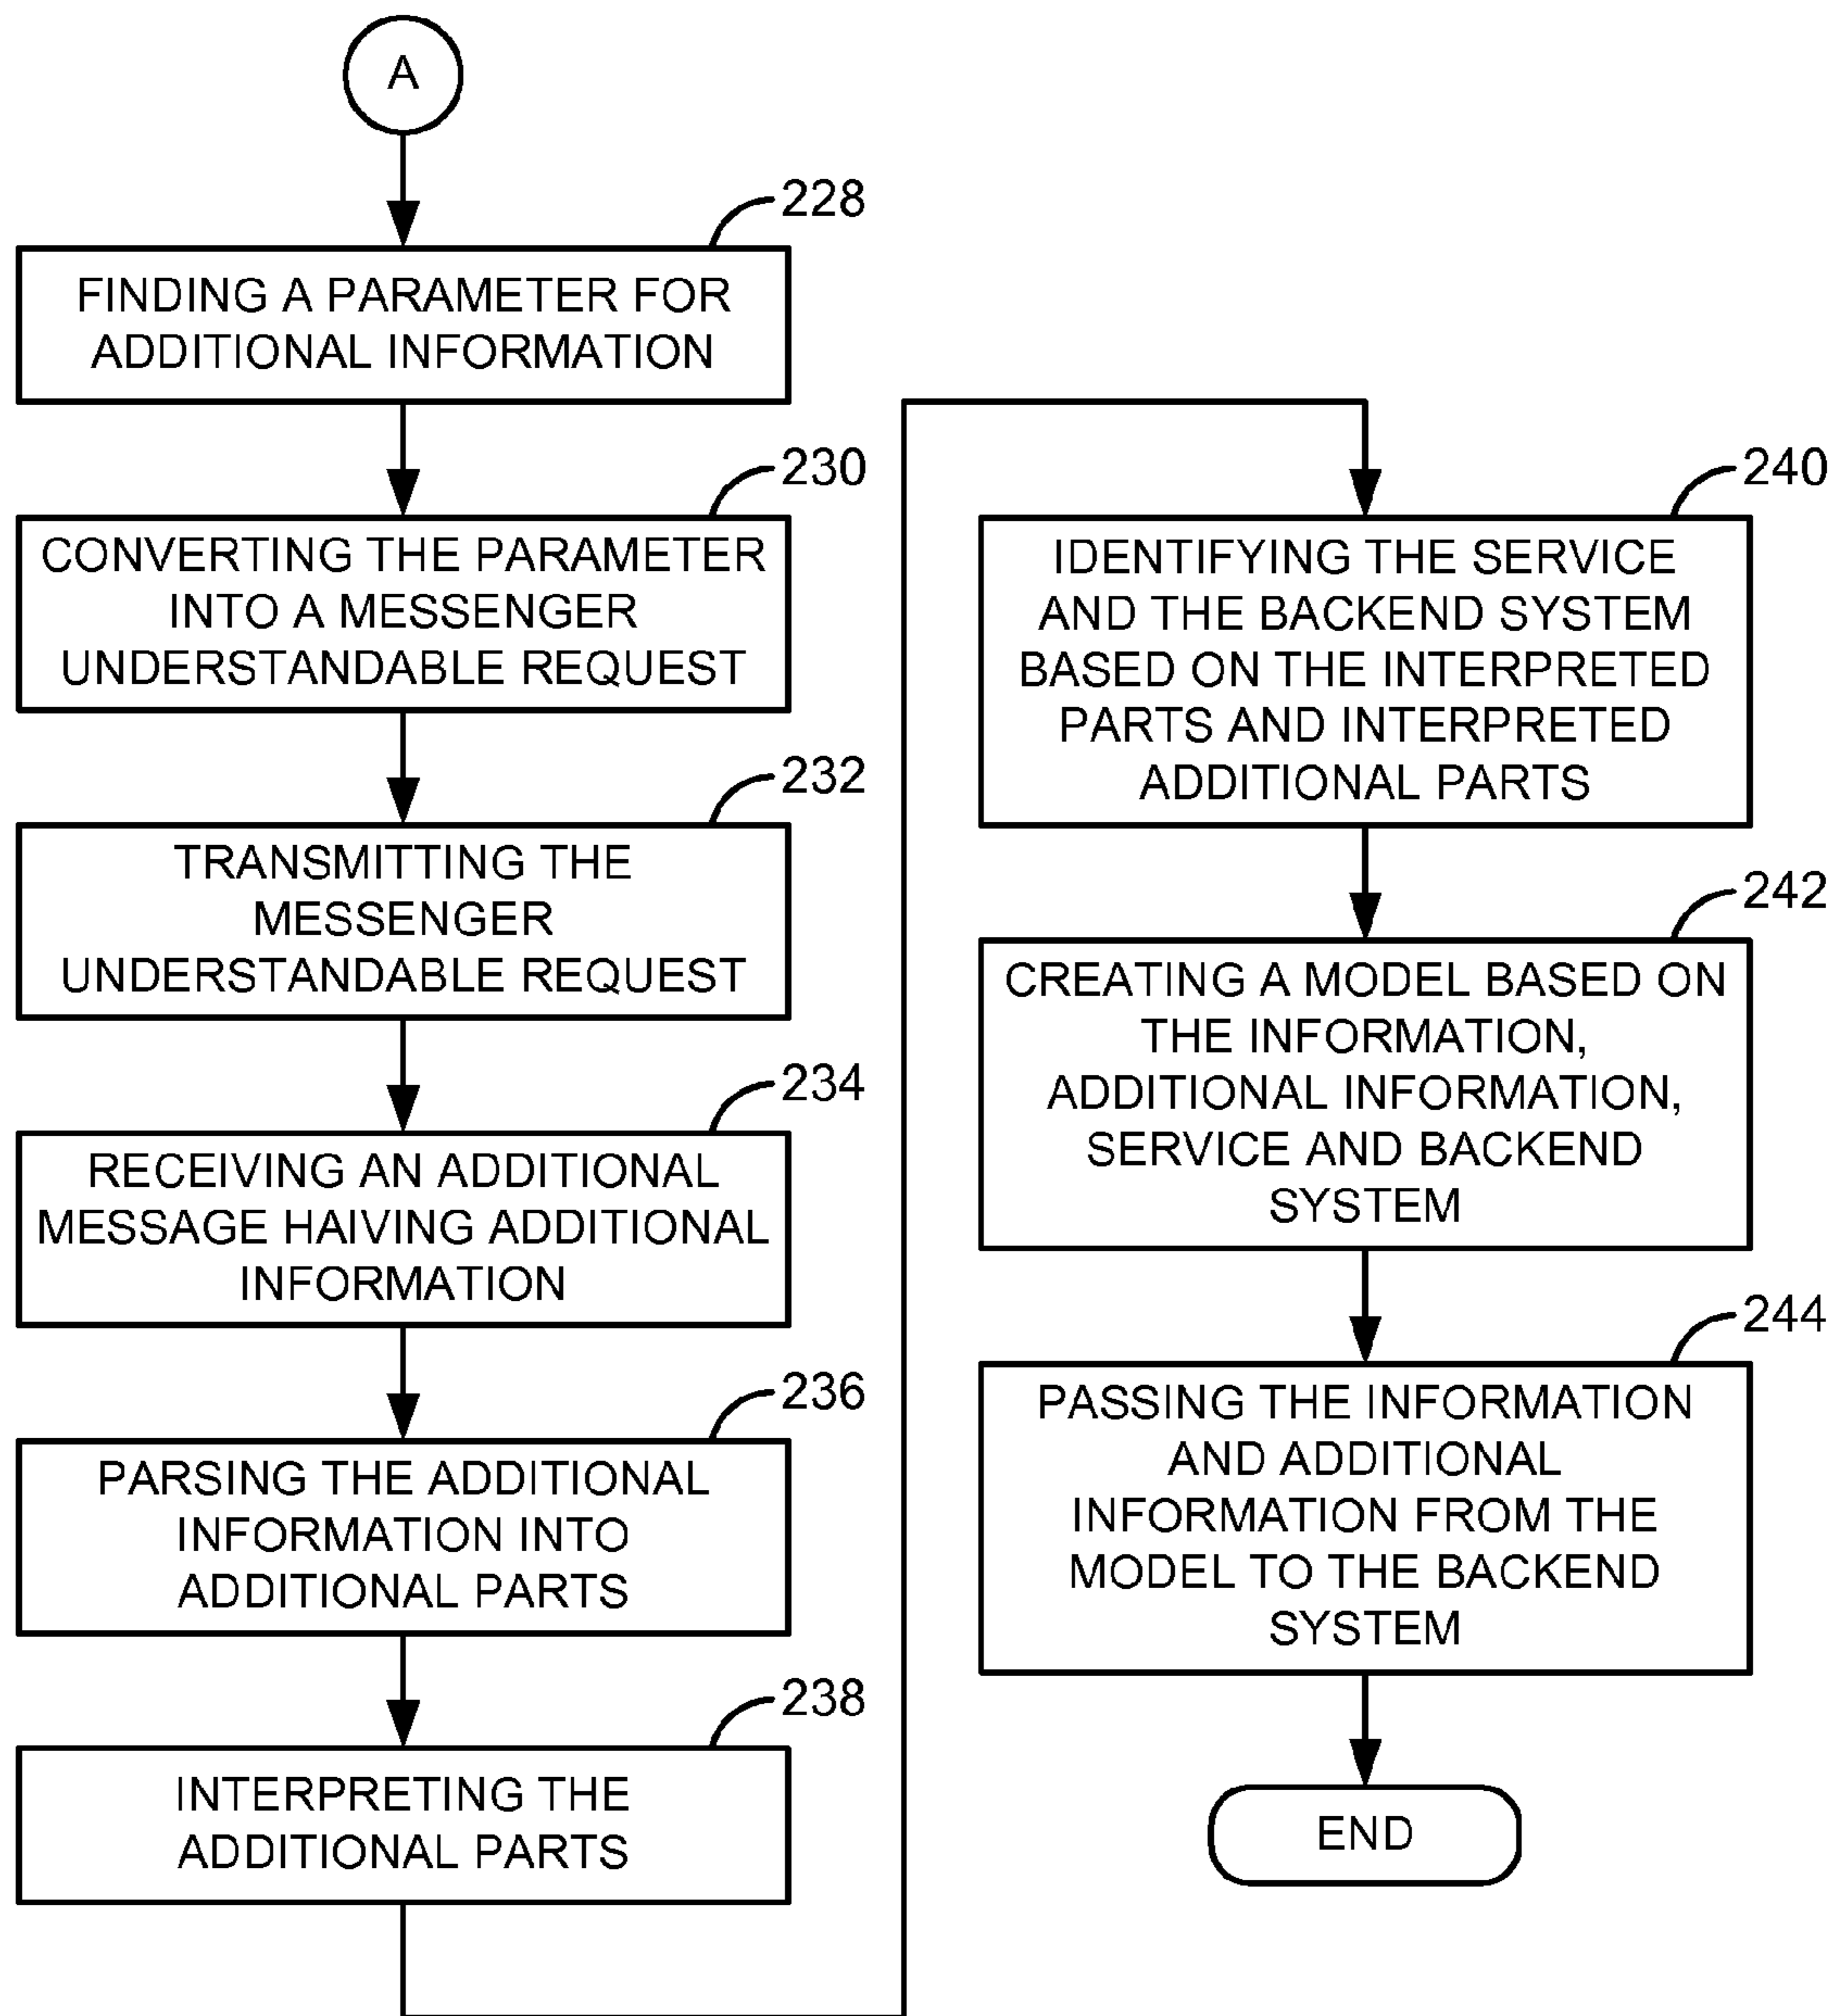 A
228
FINDING A PARAMETER FOR
ADDITIONAL INFORMATION
230
CONVERTING THE PARAMETER
INTO A MESSENGER
UNDERSTANDABLE REQUEST
232
TRANSMITTING THE
MESSENGER
UNDERSTANDABLE REQUEST
234
RECEIVING AN ADDITIONAL
MESSAGE HAIVING ADDITIONAL
INFORMATION
236
PARSING THE ADDITIONAL
INFORMATION INTO
ADDITIONAL PARTS
238
INTERPRETING THE
ADDITIONAL PARTS
240
IDENTIFYING THE SERVICE
AND THE BACKEND SYSTEM
BASED ON THE INTERPRETED
PARTS AND INTERPRETED
ADDITIONAL PARTS
242
CREATING A MODEL BASED ON
THE INFORMATION,
ADDITIONAL INFORMATION,
SERVICE AND BACKEND
SYSTEM
244
PASSING THE INFORMATION
AND ADDITIONAL
INFORMATION FROM THE
MODEL TO THE BACKEND
SYSTEM
END